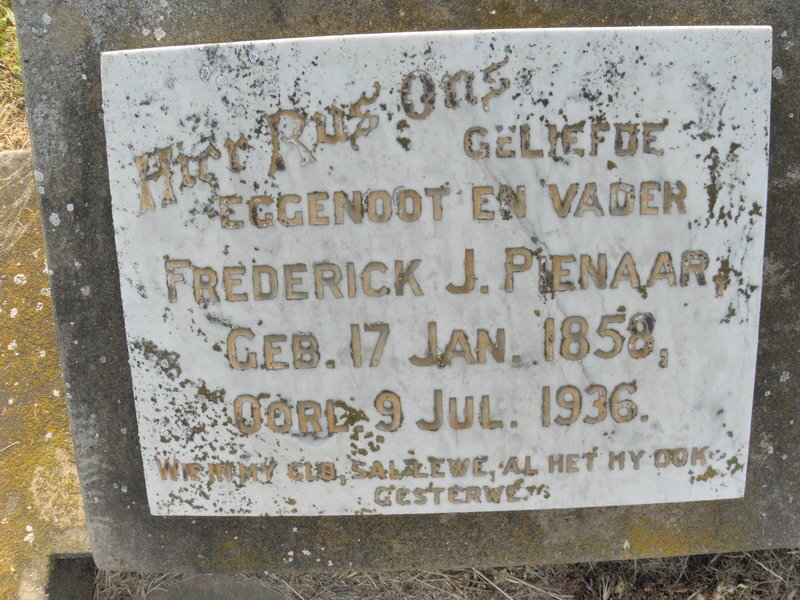 Hier Rus Ons
GELIEFDE
EGGENOOT EN VADER
FREDERICK J. PIENAAR,
GEB. 17 JAN. 1858,
OORL. 9 JUL. 1936.
WIE IN MY GLO, SAL LEWE, AL HET HY OOK
GESTERWE.